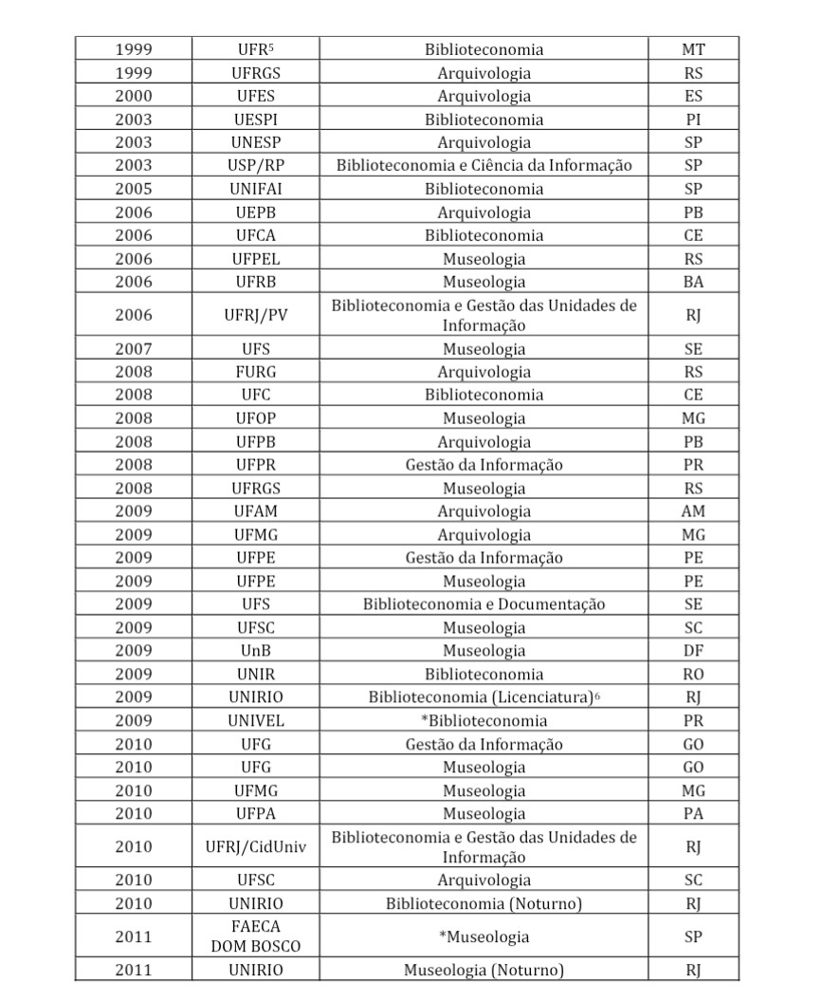 1999 UFR⁵ Biblioteconomia MT
1999 UFRGS Arquivologia RS
2000 UFES Arquivologia ES
2003 UESPI Biblioteconomia PI
2003 UNESP Arquivologia SP
2003 USP/RP Biblioteconomia e Ciência da Informação SP
2005 UNIFAI Biblioteconomia SP
2006 UEPB Arquivologia PB
2006 UFCA Biblioteconomia CE
2006 UFPEL Museologia RS
2006 UFRB Museologia BA
2006 UFRJ/PV Biblioteconomia e Gestão das Unidades de
Informação RJ
2007 UFS Museologia SE
2008 FURG Arquivologia RS
2008 UFC Biblioteconomia CE
2008 UFOP Museologia MG
2008 UFPB Arquivologia PB
2008 UFPR Gestão da Informação PR
2008 UFRGS Museologia RS
2009 UFAM Arquivologia AM
2009 UFMG Arquivologia MG
2009 UFPE Gestão da Informação PE
2009 UFPE Museologia PE
2009 UFS Biblioteconomia e Documentação SE
2009 UFSC Museologia SC
2009 UnB Museologia DF
2009 UNIR Biblioteconomia RO
2009 UNIRIO Biblioteconomia (Licenciatura)⁶ RJ
2009 UNIVEL *Biblioteconomia PR
2010 UFG Gestão da Informação GO
2010 UFG Museologia GO
2010 UFMG Museologia MG
2010 UFPA Museologia PA
2010 UFRJ/CidUniv Biblioteconomia e Gestão das Unidades de
Informação RJ
2010 UFSC Arquivologia SC
2010 UNIRIO Biblioteconomia (Noturno) RJ
2011 FAECA
DOM BOSCO *Museologia SP
2011 UNIRIO Museologia (Noturno) RJ